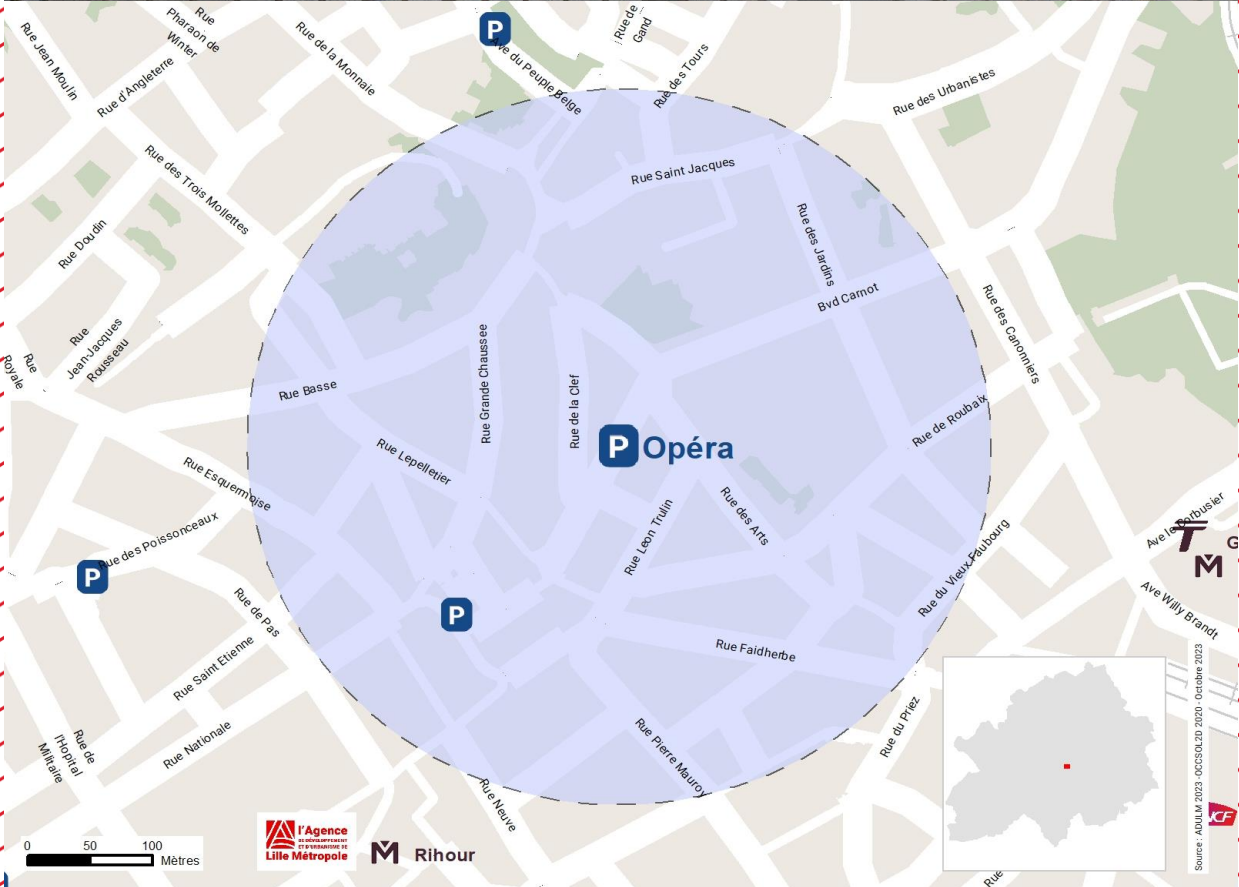 Rue Jean Moulin
Rue
Pharaon de
Winter
Rue d'Angleterre
Rue de la Monnaie
P
Ave du Peuple Belge
Rue de
Gand
Rue des Tours
Rue des Urbanistes
Rue des Trois Mollettes
Rue Saint Jacques
Rue Doudin
Rue des Jardins
Bvd Carnot
Rue des Canonniers
Rue
Jean-Jacques
Rousseau
Rue
Royale
Rue Basse
Rue Grande Chaussee
Rue de la Clef
Rue de Roubaix
Rue Lepelletier
P Opéra
Rue Esquermoise
Rue des Poissonceaux
P
Rue Leon Trulin
Rue des Arts
Ave le Corbusier
T
G
M
Rue du Vieux Faubourg
Ave Willy Brandt
Rue de Pas
P
Rue Faidherbe
Rue Saint Etienne
Rue Nationale
Rue de
l'Hopital
Militaire
Rue Pierre Mauroy
Rue du Priez
Rue Neuve
Source : ADULM 2023 - OCCSOL2D 2020 - Octobre 2023
NCF
0 50 100
Mètres
l'Agence
DE DÉVELOPPEMENT
ET D'URBANISME DE
Lille Métropole
M Rihour
Rue